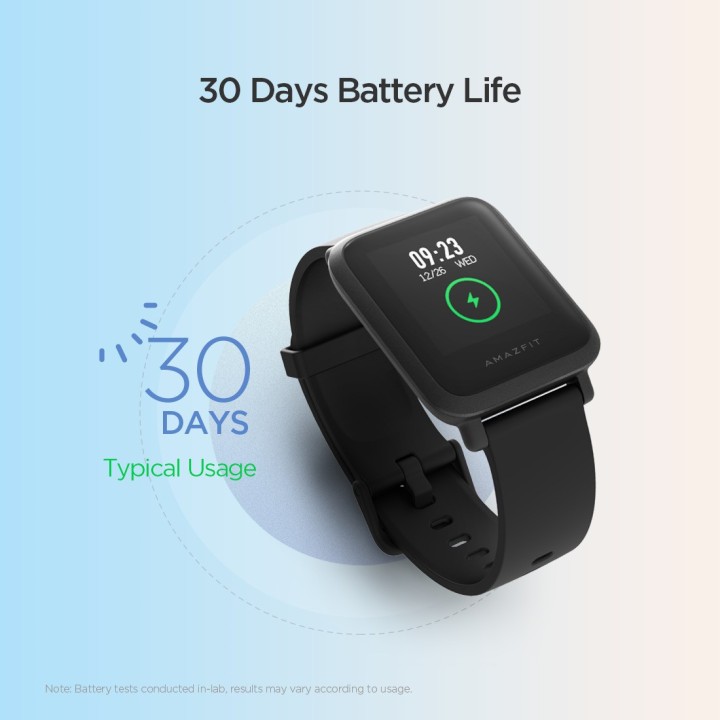 30 Days Battery Life
09:23
12/26 WED
AMAZFIT
30
DAYS
Typical Usage
Note: Battery tests conducted in-lab, results may vary according to usage.